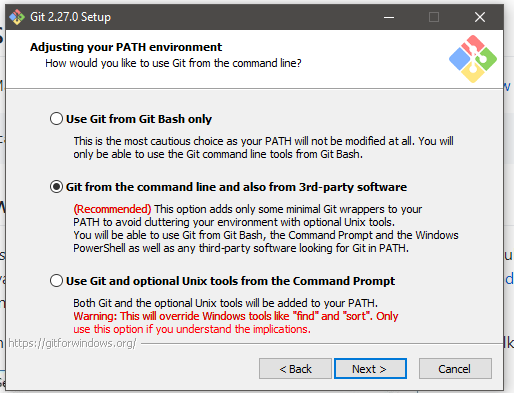 Git 2.27.0 Setup
Adjusting your PATH environment
How would you like to use Git from the command line?
Use Git from Git Bash only
This is the most cautious choice as your PATH will not be modified at all. You will
only be able to use the Git command line tools from Git Bash.
Git from the command line and also from 3rd-party software
(Recommended) This option adds only some minimal Git wrappers to your
PATH to avoid cluttering your environment with optional Unix tools.
You will be able to use Git from Git Bash, the Command Prompt and the Windows
PowerShell as well as any third-party software looking for Git in PATH.
Use Git and optional Unix tools from the Command Prompt
Both Git and the optional Unix tools will be added to your PATH.
Warning: This will override Windows tools like "find" and "sort". Only
use this option if you understand the implications.
https://gitforwindows.org/
< Back
Next >
Cancel